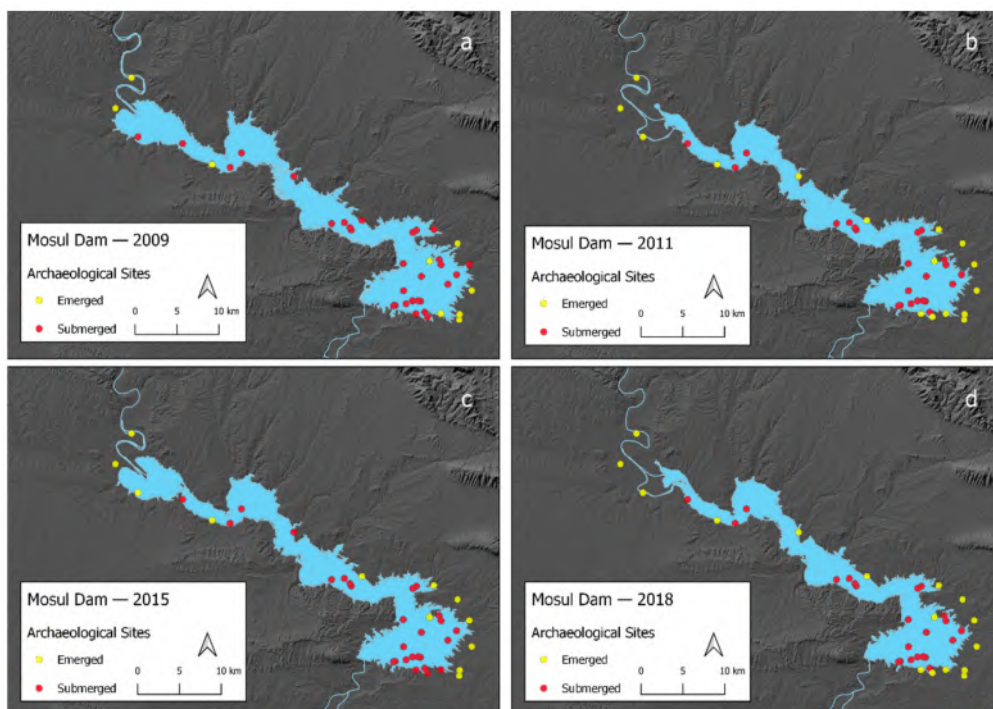 a
Mosul Dam — 2009
Archaeological Sites
Emerged
Submerged
0 5 10 km
b
Mosul Dam — 2011
Archaeological Sites
Emerged
Submerged
0 5 10 km
c
Mosul Dam — 2015
Archaeological Sites
Emerged
Submerged
0 5 10 km
d
Mosul Dam — 2018
Archaeological Sites
Emerged
Submerged
0 5 10 km